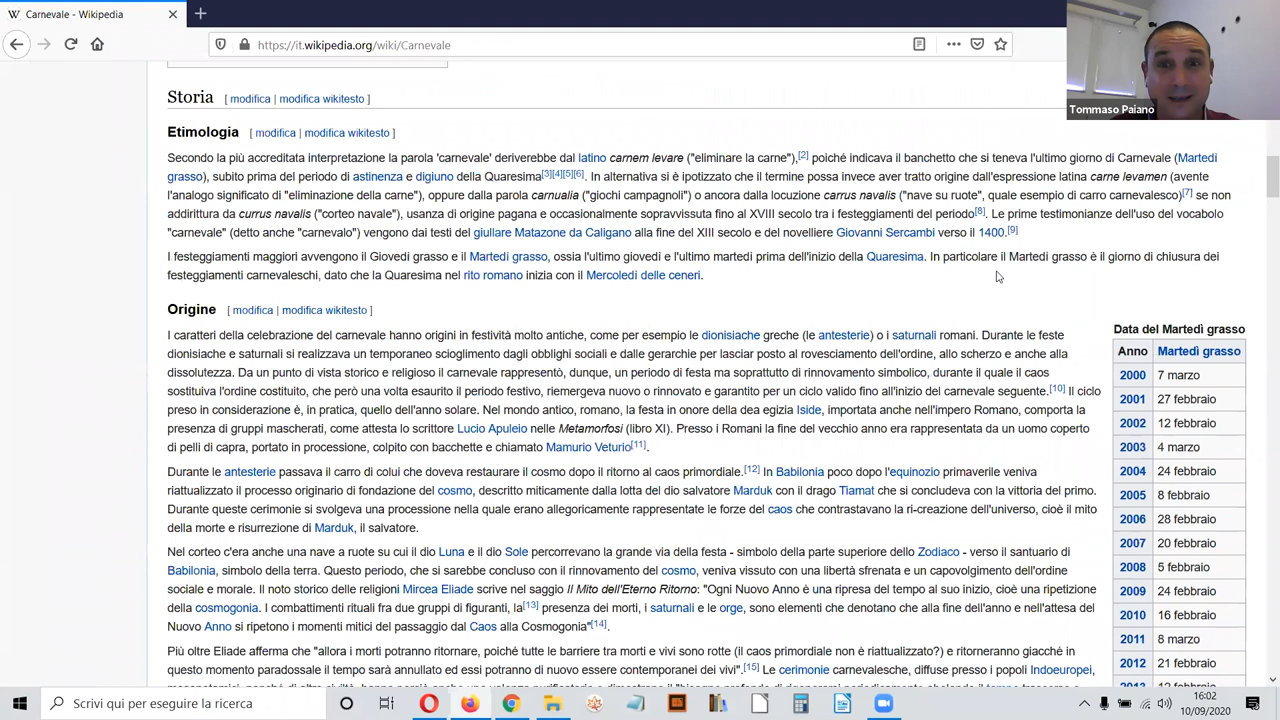 Carnevale - Wikipedia
https://it.wikipedia.org/wiki/Carnevale
Tommaso Paiano
Storia [ modifica | modifica wikitesto ]
Etimologia [ modifica | modifica wikitesto ]
Secondo la più accreditata interpretazione la parola 'carnevale' deriverebbe dal latino carnem levare ("eliminare la carne"),[2] poiché indicava il banchetto che si teneva l'ultimo giorno di Carnevale (Martedì
grasso), subito prima del periodo di astinenza e digiuno della Quaresima[3][4][5][6]. In alternativa si è ipotizzato che il termine possa invece aver tratto origine dall'espressione latina carne levamen (avente
l'analogo significato di "eliminazione della carne"), oppure dalla parola carnualia ("giochi campagnoli") o ancora dalla locuzione carrus navalis ("nave su ruote", quale esempio di carro carnevalesco)[7] se non
addirittura da currus navalis ("corteo navale"), usanza di origine pagana e occasionalmente sopravvissuta fino al XVIII secolo tra i festeggiamenti del periodo[8]. Le prime testimonianze dell'uso del vocabolo
"carnevale" (detto anche "carnevalo") vengono dai testi del giullare Matazone da Caligano alla fine del XIII secolo e del novelliere Giovanni Sercambi verso il 1400.[9]
I festeggiamenti maggiori avvengono il Giovedì grasso e il Martedì grasso, ossia l'ultimo giovedì e l'ultimo martedì prima dell'inizio della Quaresima. In particolare il Martedì grasso è il giorno di chiusura dei
festeggiamenti carnevaleschi, dato che la Quaresima nel rito romano inizia con il Mercoledì delle ceneri.
Origine [ modifica | modifica wikitesto ]
I caratteri della celebrazione del carnevale hanno origini in festività molto antiche, come per esempio le dionisiache greche (le antesterie) o i saturnali romani. Durante le feste
dionisiache e saturnali si realizzava un temporaneo scioglimento dagli obblighi sociali e dalle gerarchie per lasciar posto al rovesciamento dell'ordine, allo scherzo e anche alla
dissolutezza. Da un punto di vista storico e religioso il carnevale rappresentò, dunque, un periodo di festa ma soprattutto di rinnovamento simbolico, durante il quale il caos
sostituiva l'ordine costituito, che però una volta esaurito il periodo festivo, riemergeva nuovo o rinnovato e garantito per un ciclo valido fino all'inizio del carnevale seguente.[10] Il ciclo
preso in considerazione è, in pratica, quello dell'anno solare. Nel mondo antico, romano, la festa in onore della dea egizia Iside, importata anche nell'impero Romano, comporta la
presenza di gruppi mascherati, come attesta lo scrittore Lucio Apuleio nelle Metamorfosi (libro XI). Presso i Romani la fine del vecchio anno era rappresentata da un uomo coperto
di pelli di capra, portato in processione, colpito con bacchette e chiamato Mamurio Veturio[11].
Durante le antesterie passava il carro di colui che doveva restaurare il cosmo dopo il ritorno al caos primordiale.[12] In Babilonia poco dopo l'equinozio primaverile veniva
riattualizzato il processo originario di fondazione del cosmo, descritto miticamente dalla lotta del dio salvatore Marduk con il drago Tiamat che si concludeva con la vittoria del primo.
Durante queste cerimonie si svolgeva una processione nella quale erano allegoricamente rappresentate le forze del caos che contrastavano la ri-creazione dell'universo, cioè il mito
della morte e risurrezione di Marduk, il salvatore.
Nel corteo c'era anche una nave a ruote su cui il dio Luna e il dio Sole percorrevano la grande via della festa - simbolo della parte superiore dello Zodiaco - verso il santuario di
Babilonia, simbolo della terra. Questo periodo, che si sarebbe concluso con il rinnovamento del cosmo, veniva vissuto con una libertà sfrenata e un capovolgimento dell'ordine
sociale e morale. Il noto storico delle religioni Mircea Eliade scrive nel saggio Il Mito dell'Eterno Ritorno: "Ogni Nuovo Anno è una ripresa del tempo al suo inizio, cioè una ripetizione
della cosmogonia. I combattimenti rituali fra due gruppi di figuranti, la[13] presenza dei morti, i saturnali e le orge, sono elementi che denotano che alla fine dell'anno e nell'attesa del
Nuovo Anno si ripetono i momenti mitici del passaggio dal Caos alla Cosmogonia"[14].
Più oltre Eliade afferma che "allora i morti potranno ritornare, poiché tutte le barriere tra morti e vivi sono rotte (il caos primordiale non è riattualizzato?) e ritorneranno giacché in
questo momento paradossale il tempo sarà annullato ed essi potranno di nuovo essere contemporanei dei vivi".[15] Le cerimonie carnevalesche, diffuse presso i popoli Indoeuropei,
Data del Martedì grasso
Anno Martedì grasso
2000 7 marzo
2001 27 febbraio
2002 12 febbraio
2003 4 marzo
2004 24 febbraio
2005 8 febbraio
2006 28 febbraio
2007 20 febbraio
2008 5 febbraio
2009 24 febbraio
2010 16 febbraio
2011 8 marzo
2012 21 febbraio
Scrivi qui per eseguire la ricerca
16:02
10/09/2020